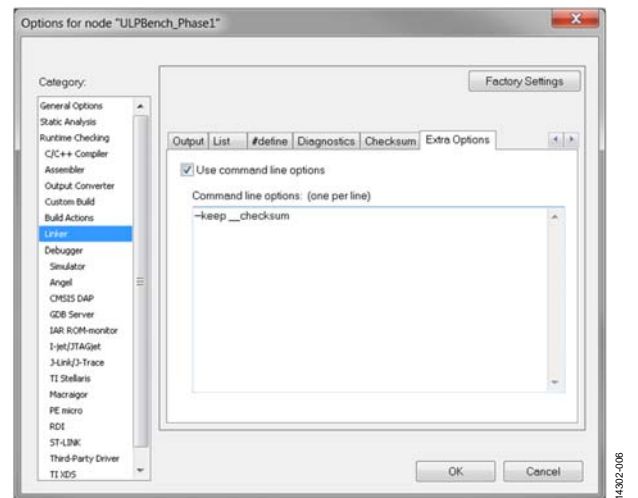 Options for node "ULPBench_Phase1"
Category:
Factory Settings
General Options
Static Analysis
Runtime Checking
C/C++ Compiler
Assembler
Output Converter
Custom Build
Build Actions
Linker
Debugger
Simulator
Angel
CMSIS DAP
GDB Server
IAR ROM-monitor
I-jet/JTAGjet
J-Link/J-Trace
TI Stellaris
Macraigor
PE micro
RDI
ST-LINK
Third-Party Driver
TI XDS
Output List #define Diagnostics Checksum Extra Options
Use command line options
Command line options: (one per line)
--keep __checksum
OK Cancel
14302-006